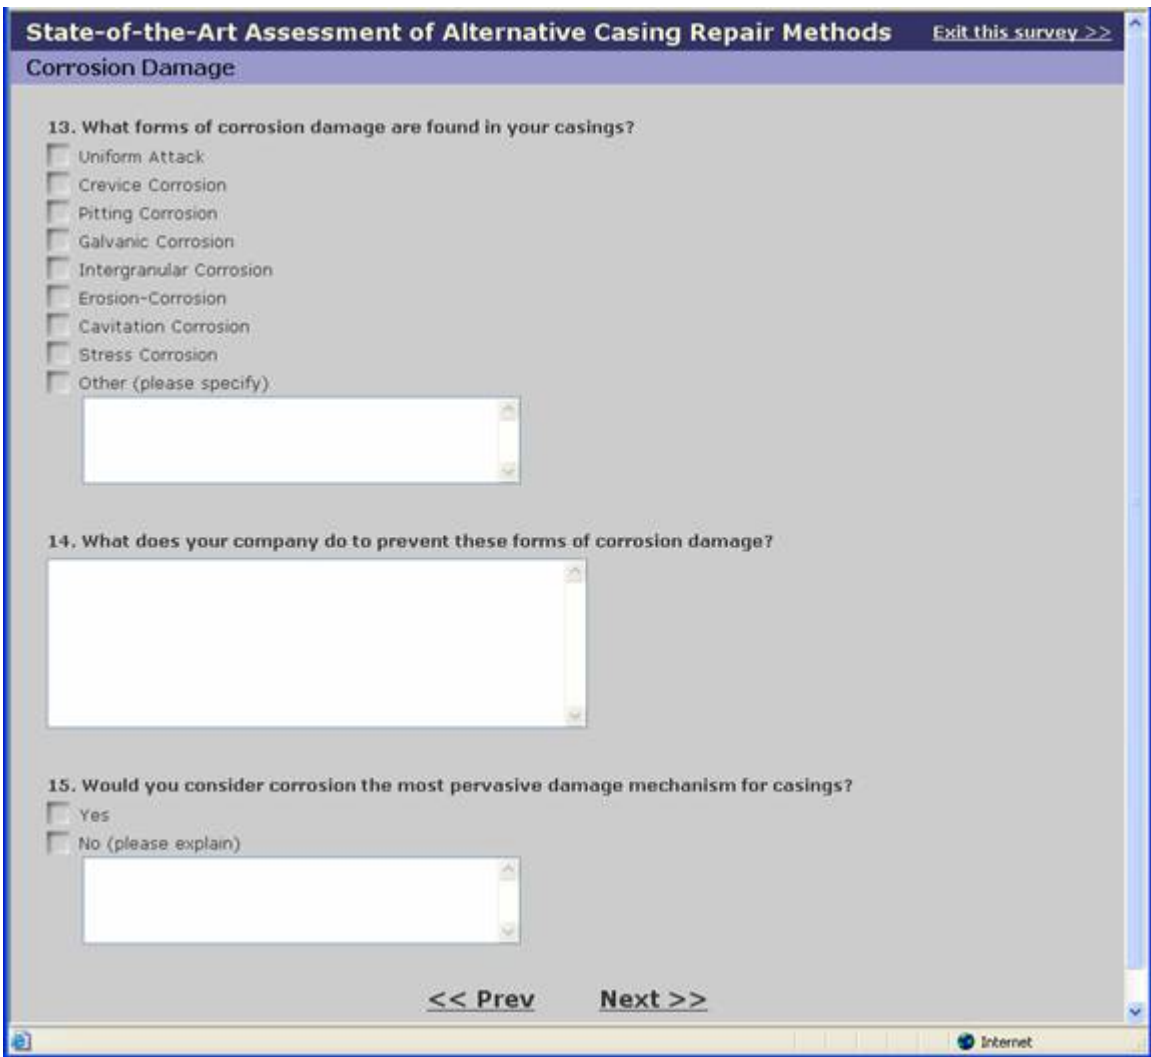 State-of-the-Art Assessment of Alternative Casing Repair Methods Exit this survey >>
Corrosion Damage
13. What forms of corrosion damage are found in your casings?
Uniform Attack
Crevice Corrosion
Pitting Corrosion
Galvanic Corrosion
Intergranular Corrosion
Erosion-Corrosion
Cavitation Corrosion
Stress Corrosion
Other (please specify)
14. What does your company do to prevent these forms of corrosion damage?
15. Would you consider corrosion the most pervasive damage mechanism for casings?
Yes
No (please explain)
<< Prev Next >>
Internet